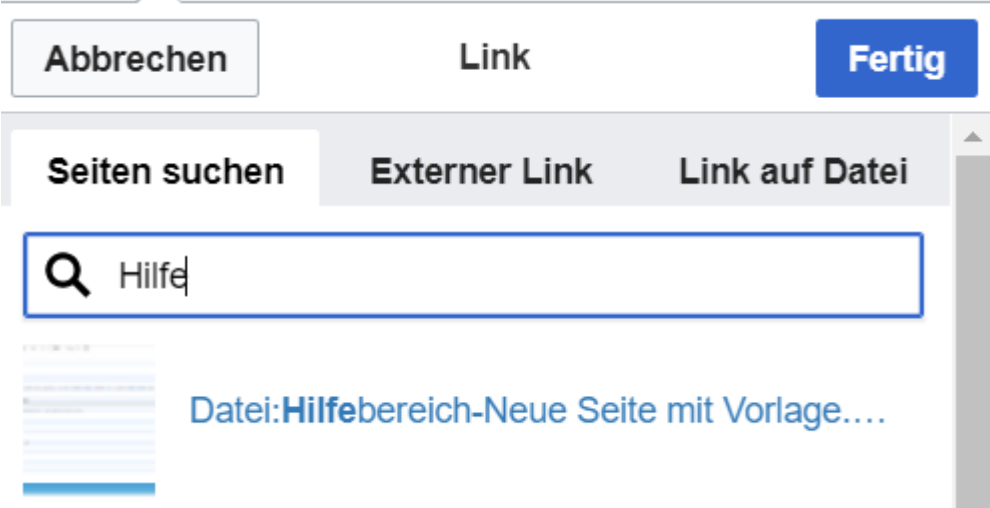 Abbrechen Link Fertig
Seiten suchen Externer Link Link auf Datei
Hilfe
Datei:Hilfebereich-Neue Seite mit Vorlage....